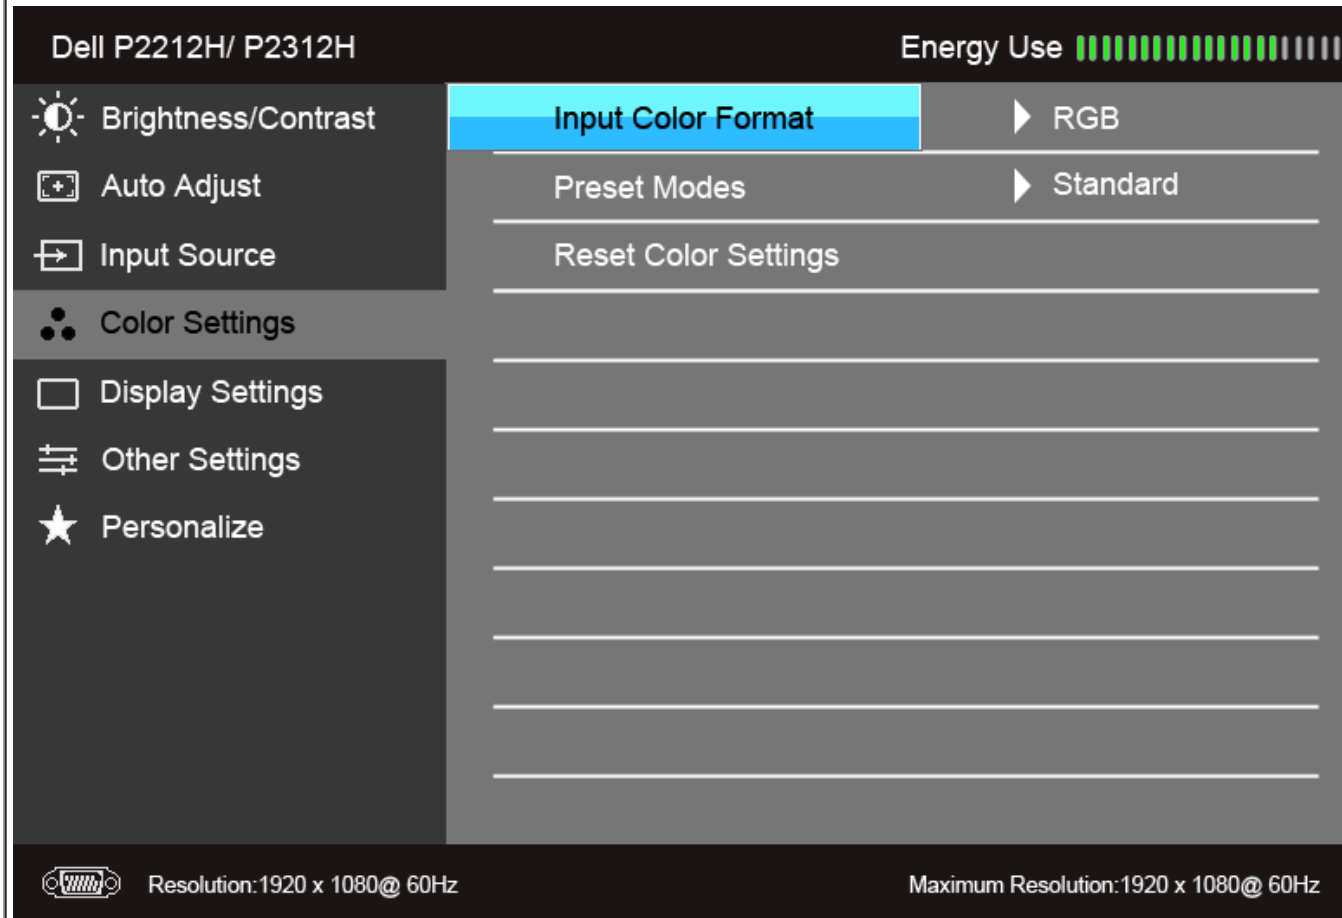 Dell P2212H/ P2312H
Energy Use
Brightness/Contrast
Auto Adjust
Input Source
Color Settings
Display Settings
Other Settings
Personalize
Input Color Format
RGB
Preset Modes
Standard
Reset Color Settings
Resolution:1920 x 1080@ 60Hz
Maximum Resolution:1920 x 1080@ 60Hz